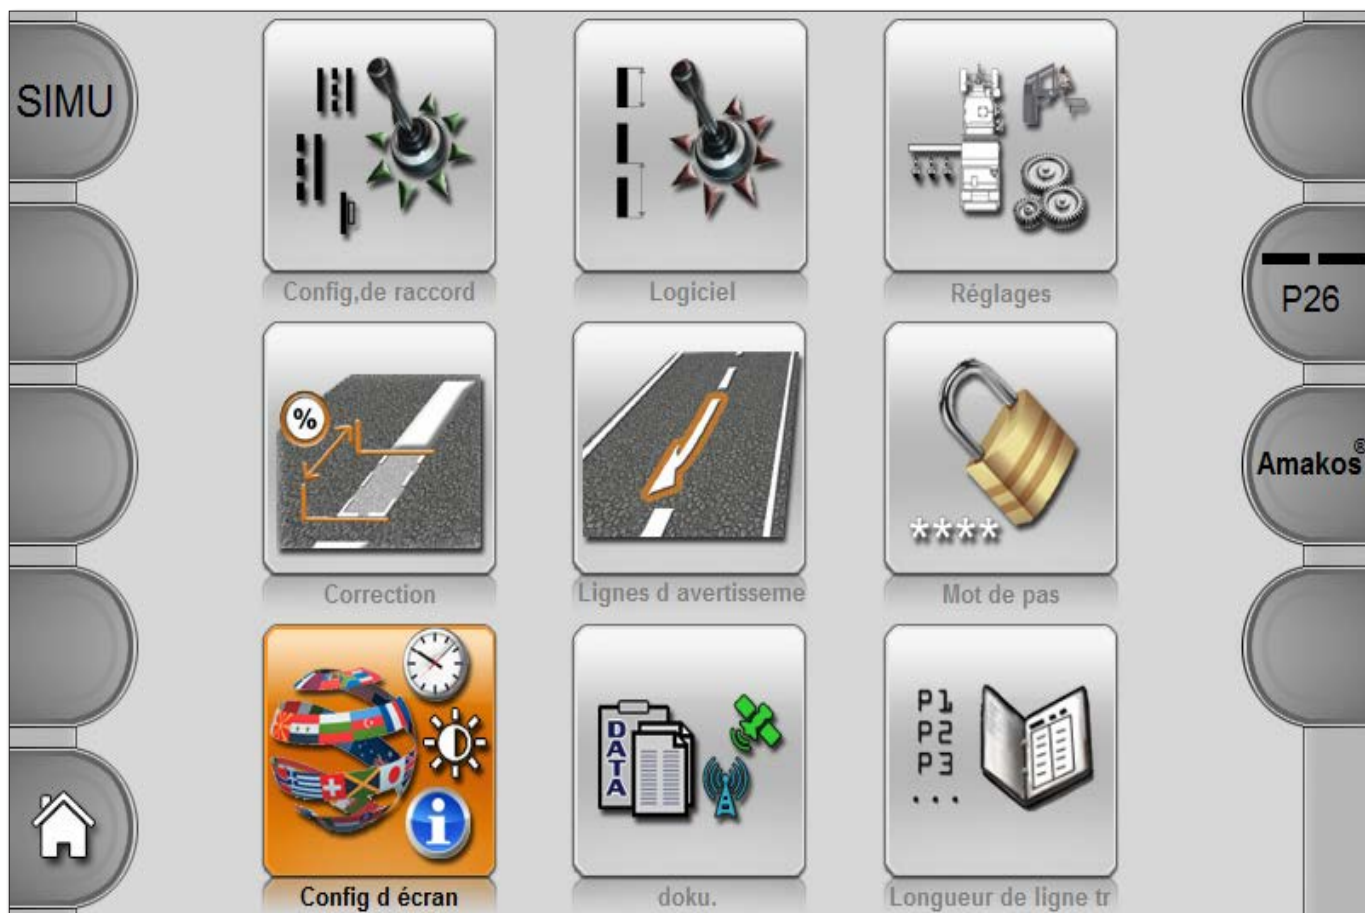 SIMU
Config,de raccord
Logiciel
Réglages
P26
%
****
Amakos®
Correction
Lignes d avertisseme
Mot de pas
DATA
P1
P2
P3
...
i
Config d écran
doku.
Longueur de ligne tr